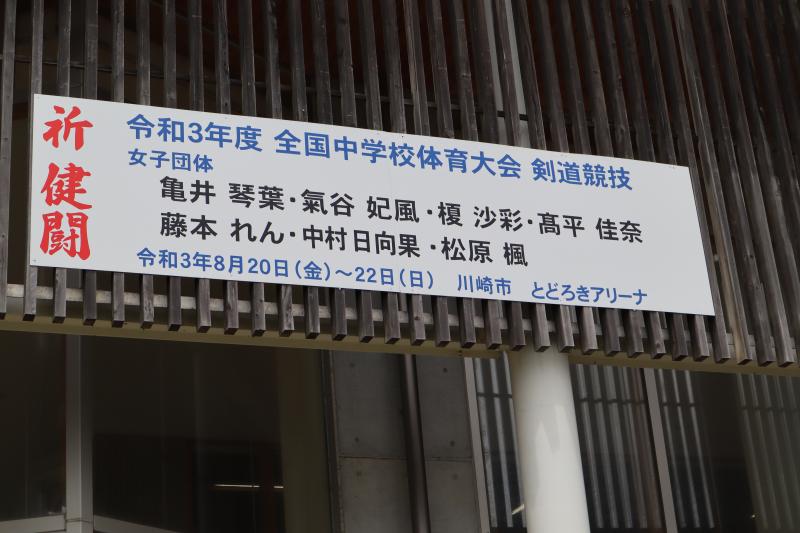 祈健闘
令和3年度 全国中学校体育大会 剣道競技
女子団体
亀井 琴葉・氣谷 妃風・榎 沙彩・髙平 佳奈
藤本 れん・中村日向果・松原 楓
令和3年8月20日(金)～22日(日) 川崎市 とどろきアリーナ